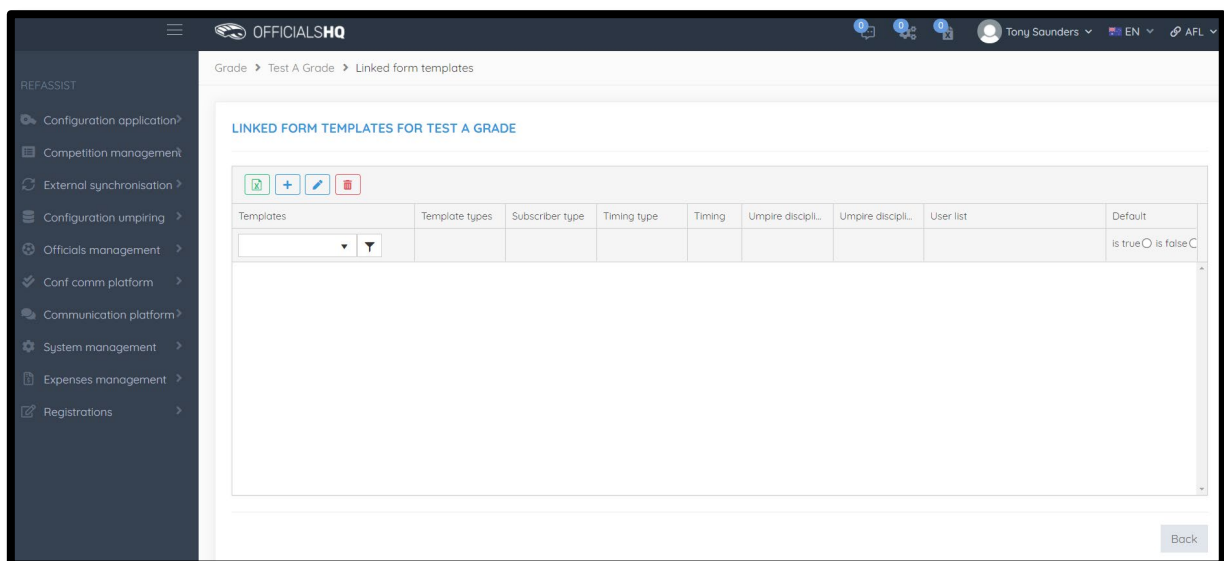 OFFICIALSHQ
0 0 0 Tony Saunders EN AFL
Grade > Test A Grade > Linked form templates
REFASSIST
Configuration application
Competition management
External synchronisation
Configuration umpiring
Officials management
Conf comm platform
Communication platform
System management
Expenses management
Registrations
LINKED FORM TEMPLATES FOR TEST A GRADE
Templates Template types Subscriber type Timing type Timing Umpire discipli... Umpire discipli... User list Default
is true is false
Back